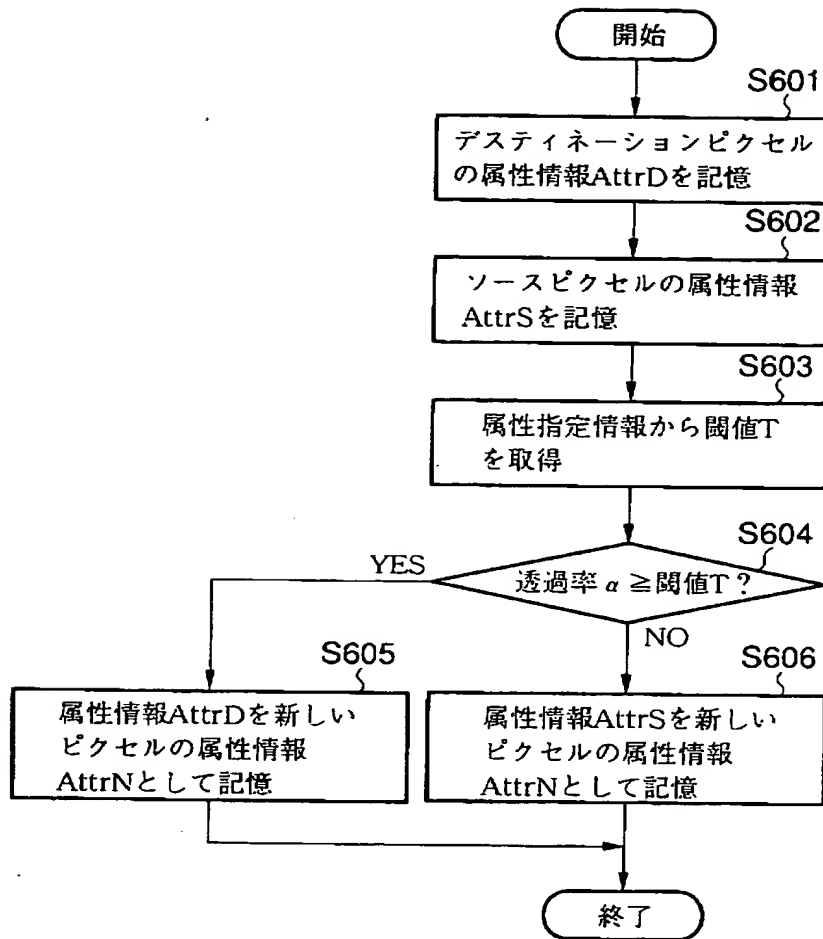 開始
S601
デスティネーションピクセル
の属性情報AttrDを記憶
S602
ソースピクセルの属性情報
AttrSを記憶
S603
属性指定情報から閾値T
を取得
S604
透過率α≧閾値T?
YES
NO
S605
属性情報AttrDを新しい
ピクセルの属性情報
AttrNとして記憶
S606
属性情報AttrSを新しい
ピクセルの属性情報
AttrNとして記憶
終了